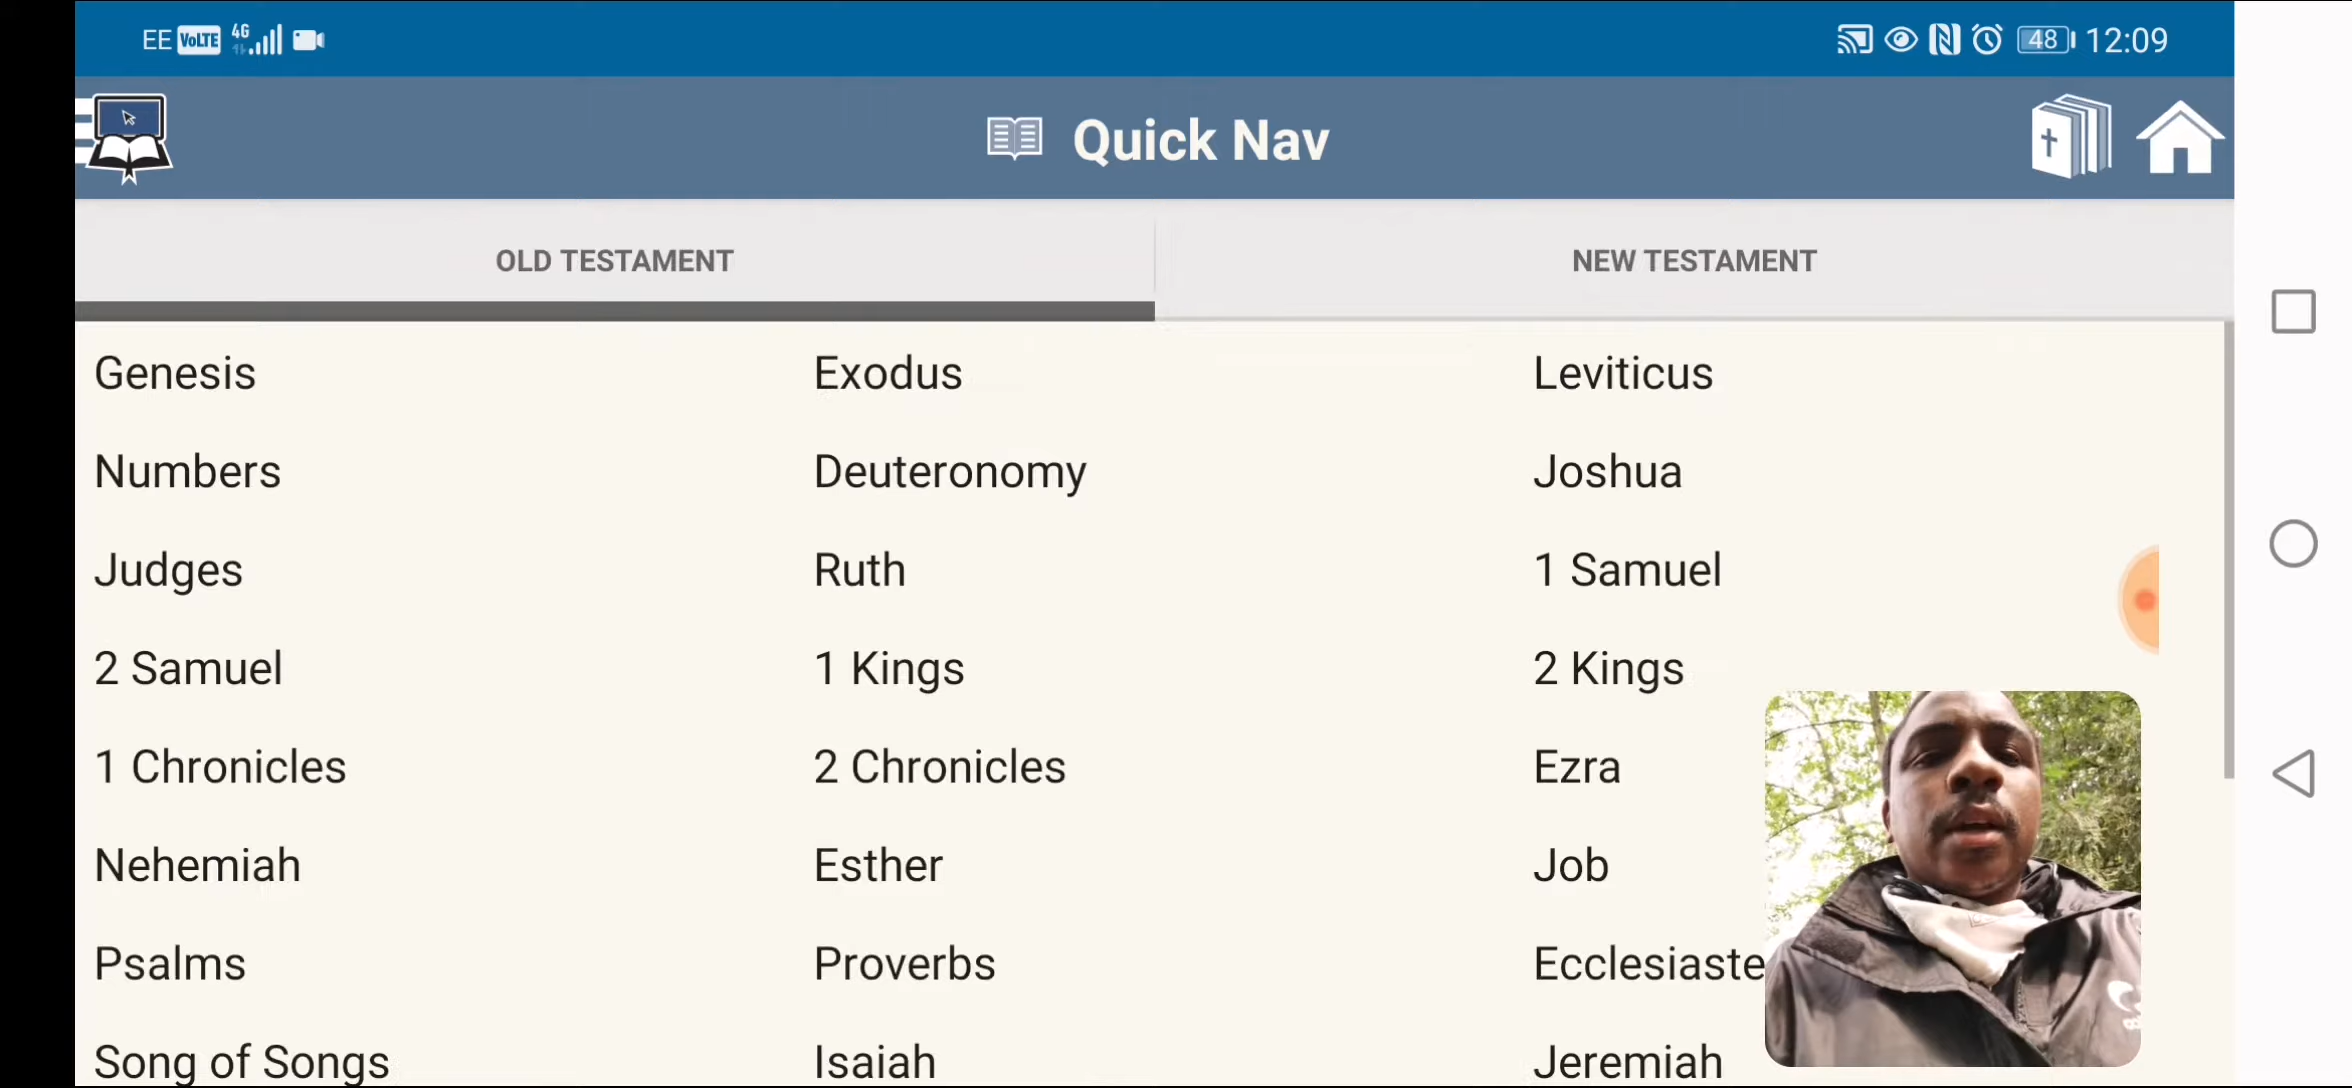 EE VoLTE 4G 48 12:09
Quick Nav
OLD TESTAMENT NEW TESTAMENT
Genesis Exodus Leviticus
Numbers Deuteronomy Joshua
Judges Ruth 1 Samuel
2 Samuel 1 Kings 2 Kings
1 Chronicles 2 Chronicles Ezra
Nehemiah Esther Job
Psalms Proverbs Ecclesiaste
Song of Songs Isaiah Jeremiah